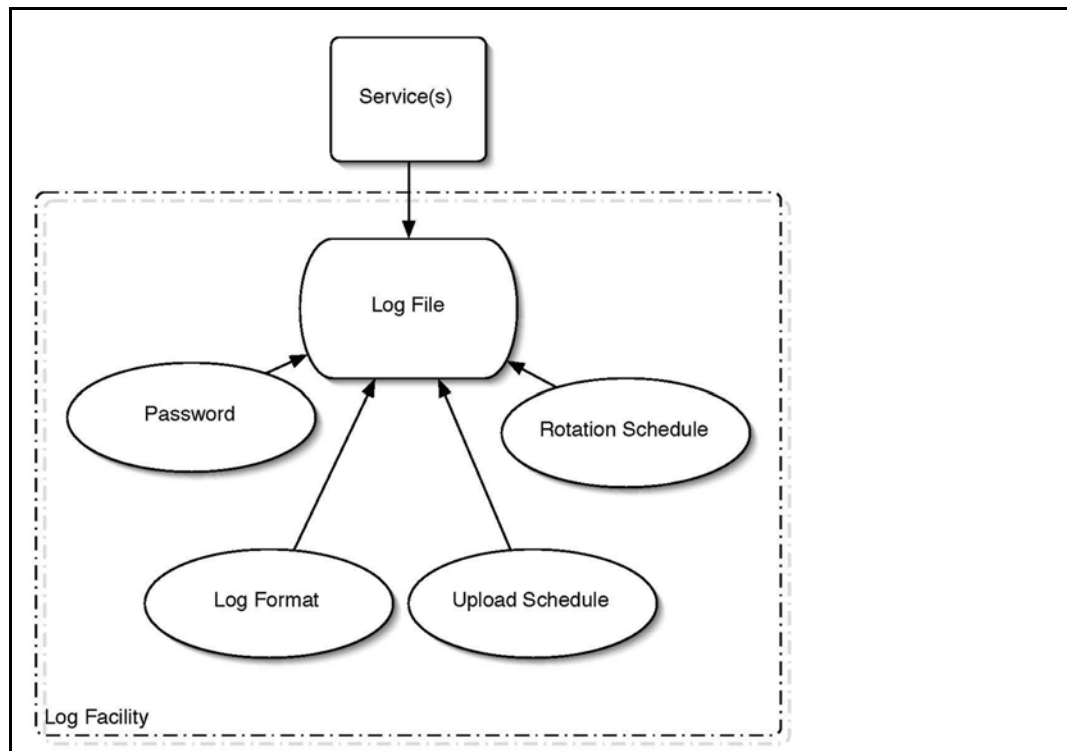 Service(s)
Log File
Password
Rotation Schedule
Log Format
Upload Schedule
Log Facility